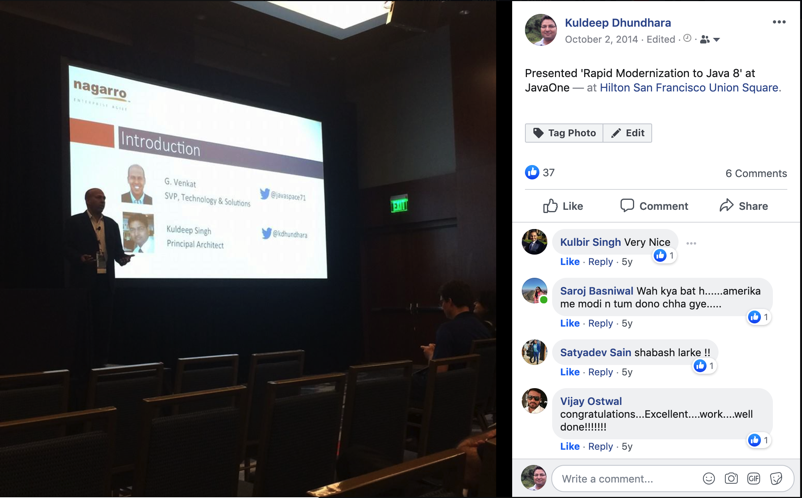 nagarro
Introduction
G. Venkat
SVP, Technology & Solutions
@javaspace71
Kuldeep Singh
Principal Architect
@kdhundhara
EXIT
Kuldeep Dhundhara
October 2, 2014 · Edited ·
Presented 'Rapid Modernization to Java 8' at
JavaOne — at Hilton San Francisco Union Square.
Tag Photo
Edit
37
6 Comments
Like
Comment
Share
Kulbir Singh Very Nice
1
Like · Reply · 5y
Saroj Basniwal Wah kya bat h......amerika
me modi n tum dono chha gye.....
1
Like · Reply · 5y
Satyadev Sain shabash larke !!
1
Like · Reply · 5y
Vijay Ostwal
congratulations...Excellent....work....well
done!!!!!!!
1
Like · Reply · 5y
Write a comment...
GIF